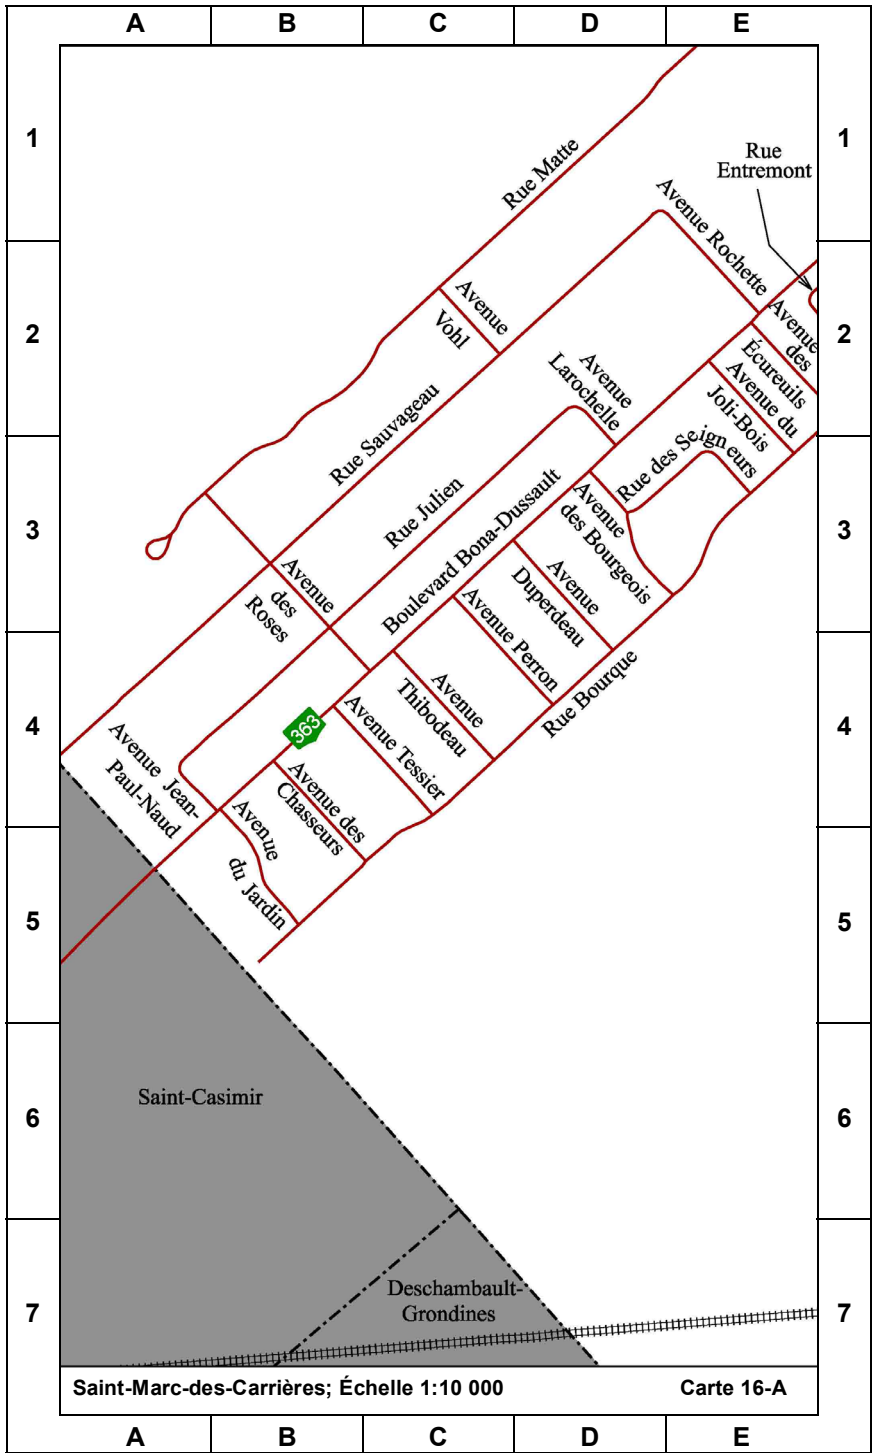 A B C D E
1 1
Rue Matte
Rue
Entremont
Avenue Rochette
2 2
Avenue
Vohl
Avenue
des
Écureuils
Avenue
Larochelle
Avenue du
Joli-Bois
Rue Sauvageau
Rue des Seigneurs
3 3
Rue Julien
Boulevard Bona-Dussault
Avenue
des Bourgeois
Avenue
des
Roses
Avenue
Duperdeau
Avenue Perron
Rue Bourque
4 4
Avenue
Thibodeau
363
Avenue Tessier
Avenue Jean-
Paul-Naud
Avenue des
Chasseurs
Avenue
du Jardin
5 5
Saint-Casimir
6 6
Deschambault-
Grondines
7 7
Saint-Marc-des-Carrières; Échelle 1:10 000 Carte 16-A
A B C D E